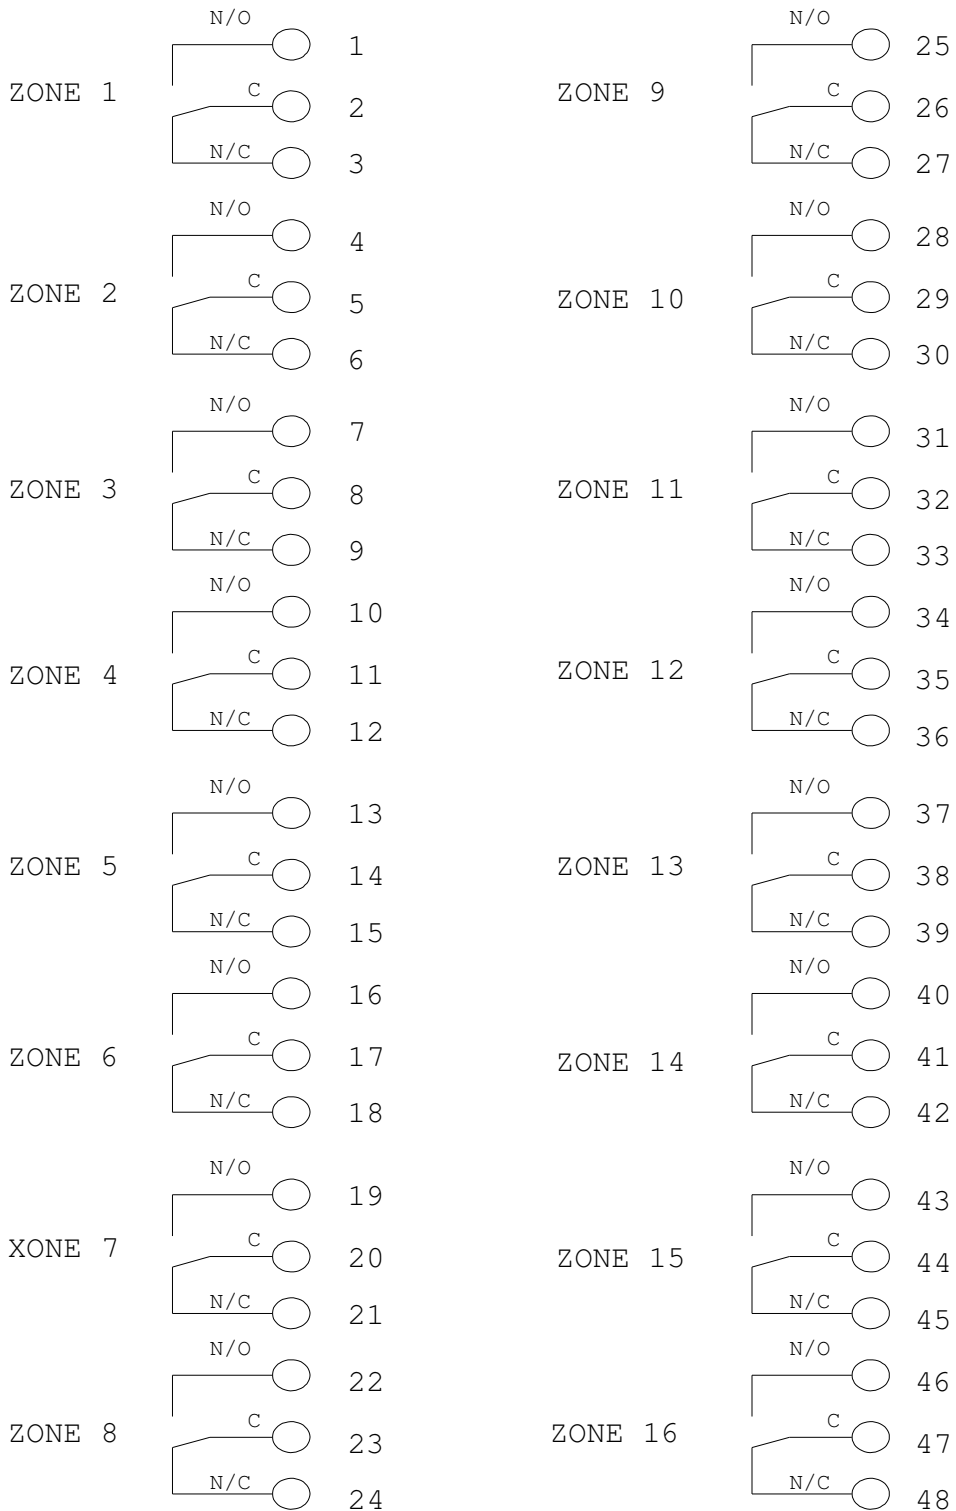 N/O
1
ZONE 1
C
2
N/C
3
N/O
4
ZONE 2
C
5
N/C
6
N/O
7
ZONE 3
C
8
N/C
9
N/O
10
ZONE 4
C
11
N/C
12
N/O
13
ZONE 5
C
14
N/C
15
N/O
16
ZONE 6
C
17
N/C
18
N/O
19
XONE 7
C
20
N/C
21
N/O
22
ZONE 8
C
23
N/C
24
N/O
25
ZONE 9
C
26
N/C
27
N/O
28
ZONE 10
C
29
N/C
30
N/O
31
ZONE 11
C
32
N/C
33
N/O
34
ZONE 12
C
35
N/C
36
N/O
37
ZONE 13
C
38
N/C
39
N/O
40
ZONE 14
C
41
N/C
42
N/O
43
ZONE 15
C
44
N/C
45
N/O
46
ZONE 16
C
47
N/C
48